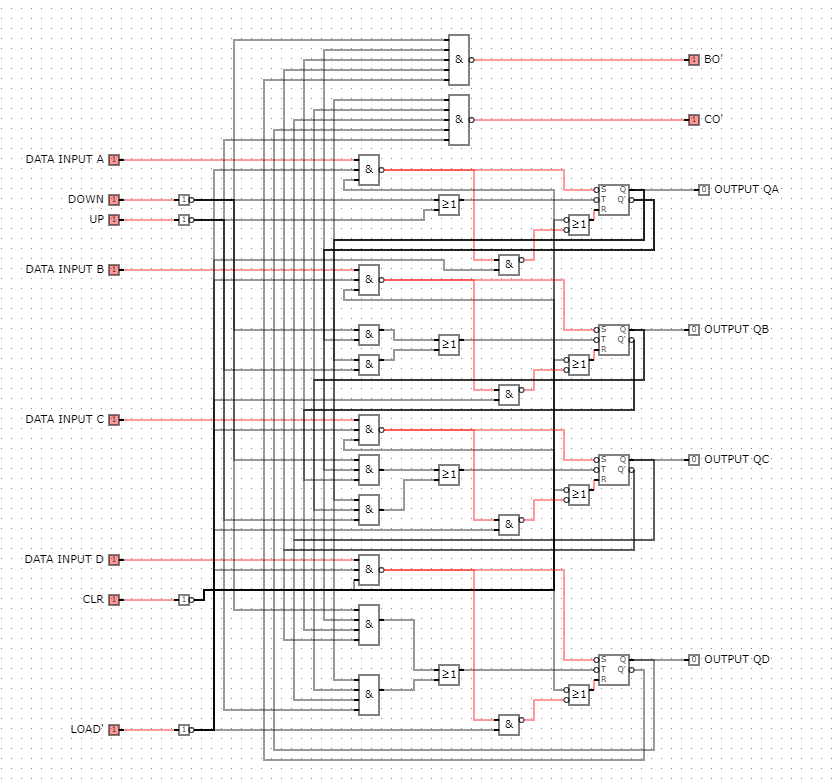 &
BO'
1
&
CO'
1
DATA INPUT A
1
&
DOWN
1
1
UP
1
1
≥1
S
Q
T
Q'
R
0
OUTPUT QA
≥1
&
DATA INPUT B
1
&
&
≥1
&
S
Q
T
Q'
R
0
OUTPUT QB
≥1
&
DATA INPUT C
1
&
&
≥1
&
S
Q
T
Q'
R
0
OUTPUT QC
≥1
&
DATA INPUT D
1
&
CLR
1
1
&
≥1
&
S
Q
T
Q'
R
0
OUTPUT QD
≥1
&
LOAD'
1
1